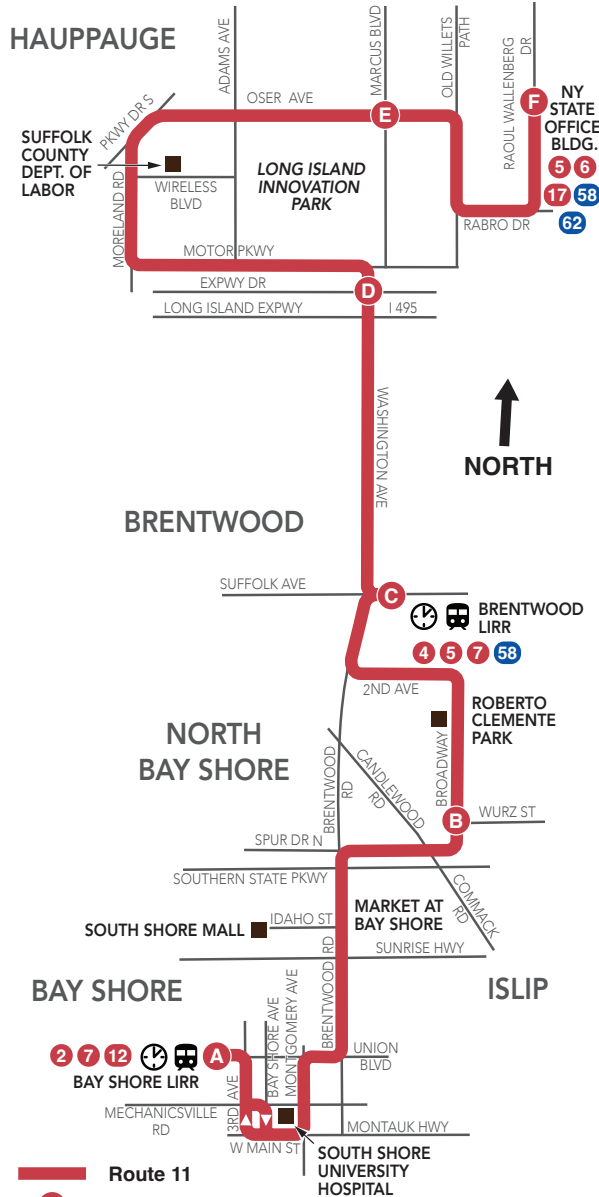 HAUPPAUGE
ADAMS AVE
MARCUS BLVD
OLD WILLETS
PATH
RAOUL WALLENBERG
DR
PKWY DR S
OSER AVE
E
F
NY
STATE
OFFICE
BLDG.
5 6
17 58
62
SUFFOLK
COUNTY
DEPT. OF
LABOR
MORELAND RD
WIRELESS
BLVD
LONG ISLAND
INNOVATION
PARK
RABRO DR
MOTOR PKWY
EXPWY DR
D
LONG ISLAND EXPWY
I 495
WASHINGTON AVE
NORTH
BRENTWOOD
SUFFOLK AVE
C
BRENTWOOD
LIRR
4 5 7 58
2ND AVE
ROBERTO
CLEMENTE
PARK
NORTH
BAY SHORE
BRENTWOOD
RD
CANDLEWOOD
RD
BROADWAY
B
WURZ ST
SPUR DR N
SOUTHERN STATE PKWY
COMMACK
RD
MARKET AT
BAY SHORE
IDAHO ST
SOUTH SHORE MALL
BRENTWOOD RD
SUNRISE HWY
BAY SHORE
ISLIP
BAY SHORE AVE
MONTGOMERY AVE
2 7 12
A
BAY SHORE LIRR
UNION
BLVD
3RD AVE
MECHANICSVILLE
RD
W MAIN ST
MONTAUK HWY
SOUTH SHORE
UNIVERSITY
HOSPITAL
Route 11